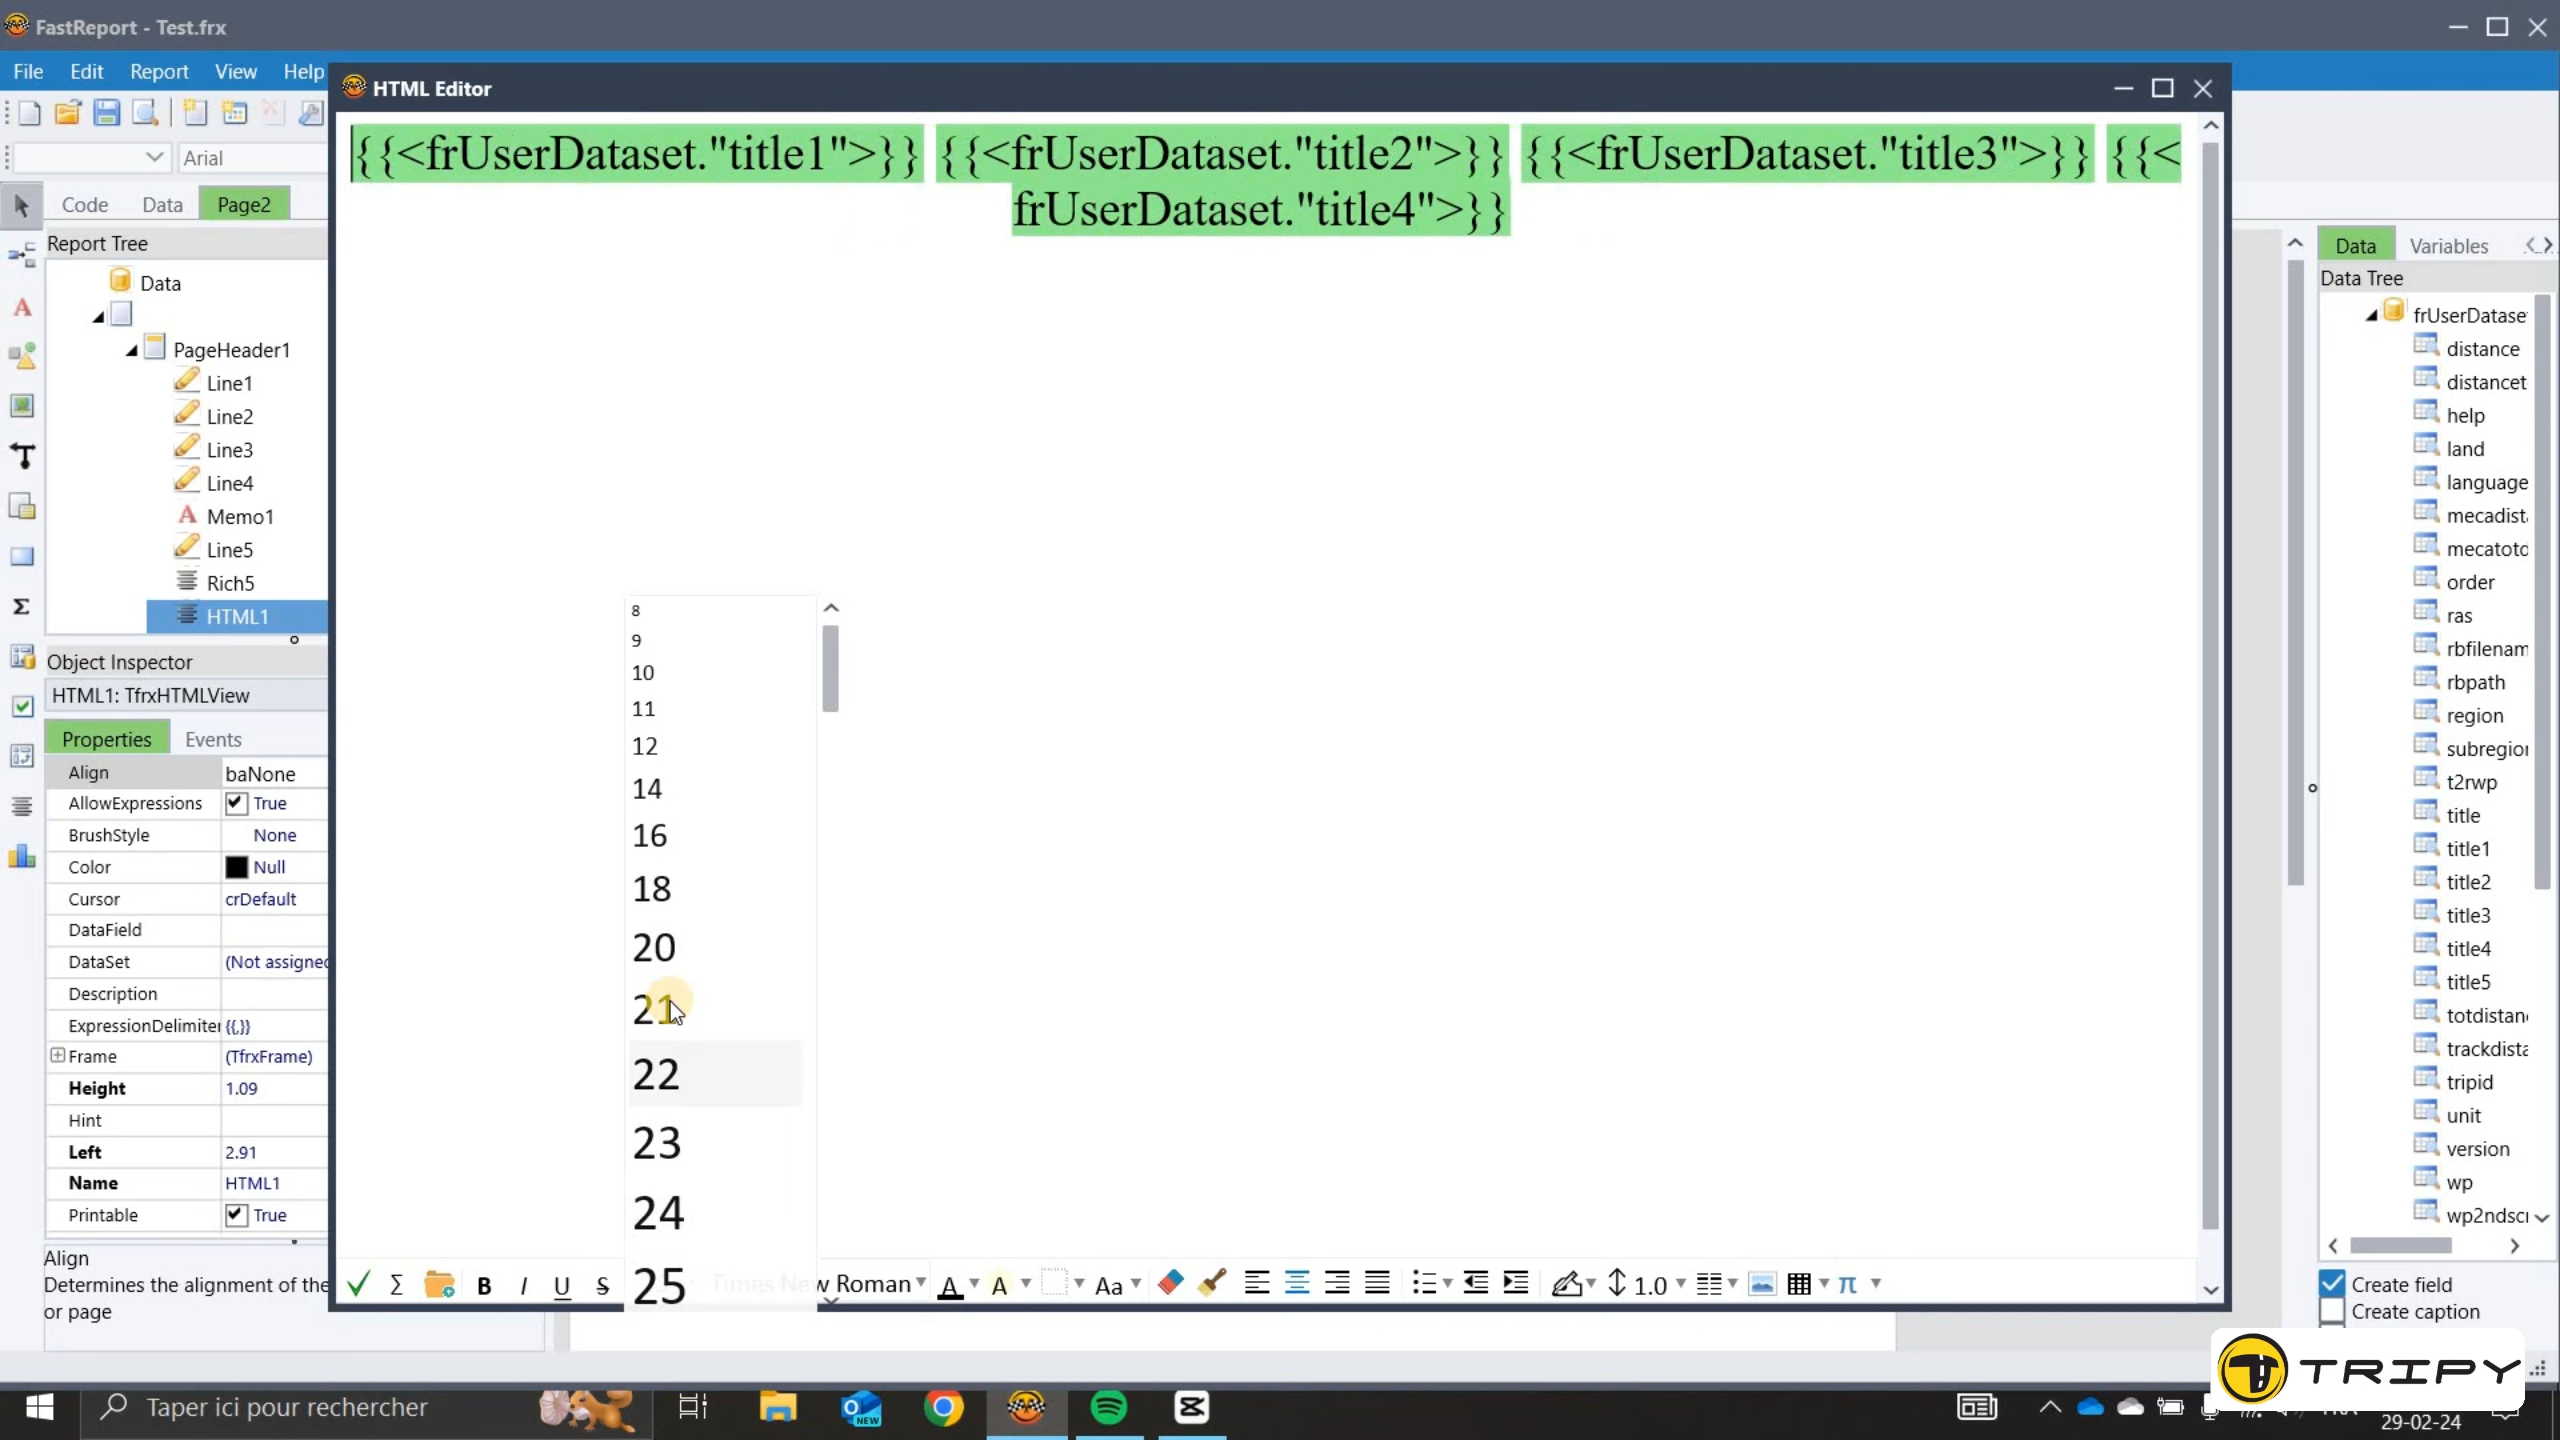 FastReport - Test.frx
File Edit Report View Help
HTML Editor
Arial
{{<frUserDataset."title1">}} {{<frUserDataset."title2">}} {{<frUserDataset."title3">}} {{<
frUserDataset."title4">}}
Code Data Page2
Report Tree
Data
PageHeader1
Line1
Line2
Line3
Line4
Memo1
Line5
Rich5
HTML1
Object Inspector
HTML1: TfrxHTMLView
Properties Events
Align baNone
AllowExpressions True
BrushStyle None
Color Null
Cursor crDefault
DataField
DataSet (Not assigned
Description
ExpressionDelimiter {{,}}
Frame (TfrxFrame)
Height 1.09
Hint
Left 2.91
Name HTML1
Printable True
Align
Determines the alignment of the
or page
8
9
10
11
12
14
16
18
20
21
22
23
24
25
B I U S
Times New Roman
A A Aa
1.0
π
Data Variables
Data Tree
frUserDatase
distance
distancet
help
land
language
mecadist
mecatoto
order
ras
rbfilenam
rbpath
region
subregion
t2rwp
title
title1
title2
title3
title4
title5
totdistan
trackdista
tripid
unit
version
wp
wp2ndscr
Create field
Create caption
TRIPY
Taper ici pour rechercher
NEW
29-02-24